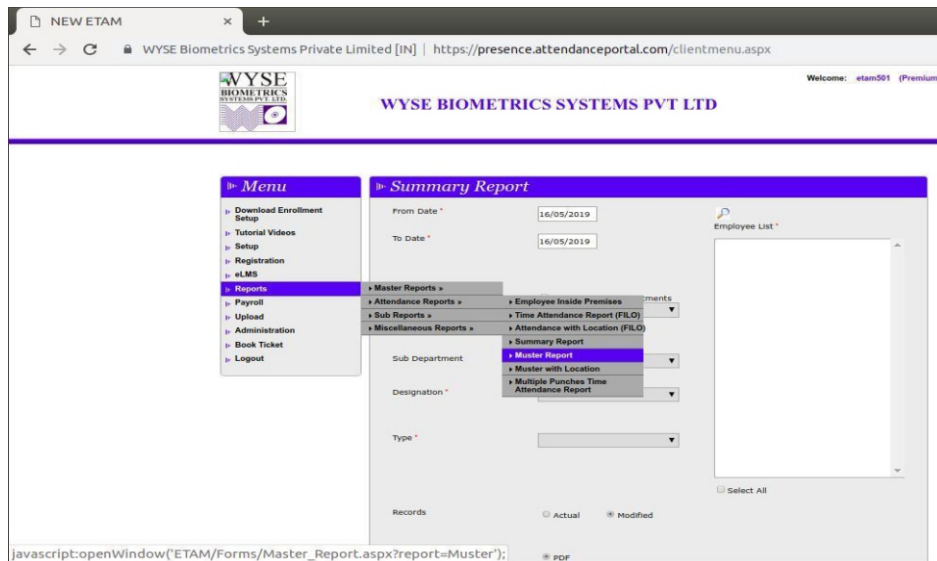 NEW ETAM
WYSE Biometrics Systems Private Limited [IN] | https://presence.attendanceportal.com/clientmenu.aspx
WYSE
BIOMETRICS
SYSTEMS PVT. LTD.
WYSE BIOMETRICS SYSTEMS PVT LTD
Welcome: etam501 (Premium
Menu
Download Enrollment
Setup
Tutorial Videos
Setup
Registration
eLMS
Reports
Payroll
Upload
Administration
Book Ticket
Logout
Master Reports »
Attendance Reports »
Sub Reports »
Miscellaneous Reports »
Employee Inside Premises
Time Attendance Report (FILO)
Attendance with Location (FILO)
Summary Report
Muster Report
Muster with Location
Multiple Punches Time
Attendance Report
Summary Report
From Date * 16/05/2019
To Date * 16/05/2019
Employee List *
ments
Sub Department
Designation *
Type *
Select All
Records Actual Modified
PDF
javascript:openWindow('ETAM/Forms/Master_Report.aspx?report=Muster');